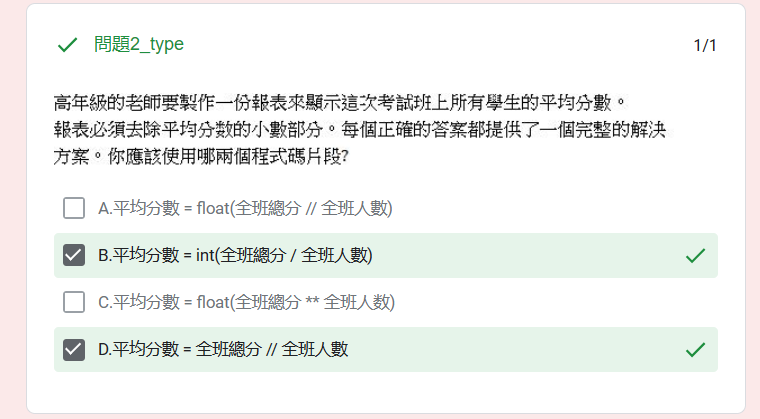 問題2_type
1/1
高年級的老師要製作一份報表來顯示這次考試班上所有學生的平均分數。
報表必須去除平均分数的小數部分。每個正確的答案都提供了一個完整的解決
方案。你應該使用哪兩個程式碼片段?
A.平均分數 = float(全班總分 // 全班人數)
B.平均分數 = int(全班總分 / 全班人數)
C.平均分數 = float(全班總分 ** 全班人数)
D.平均分數 = 全班總分 // 全班人數